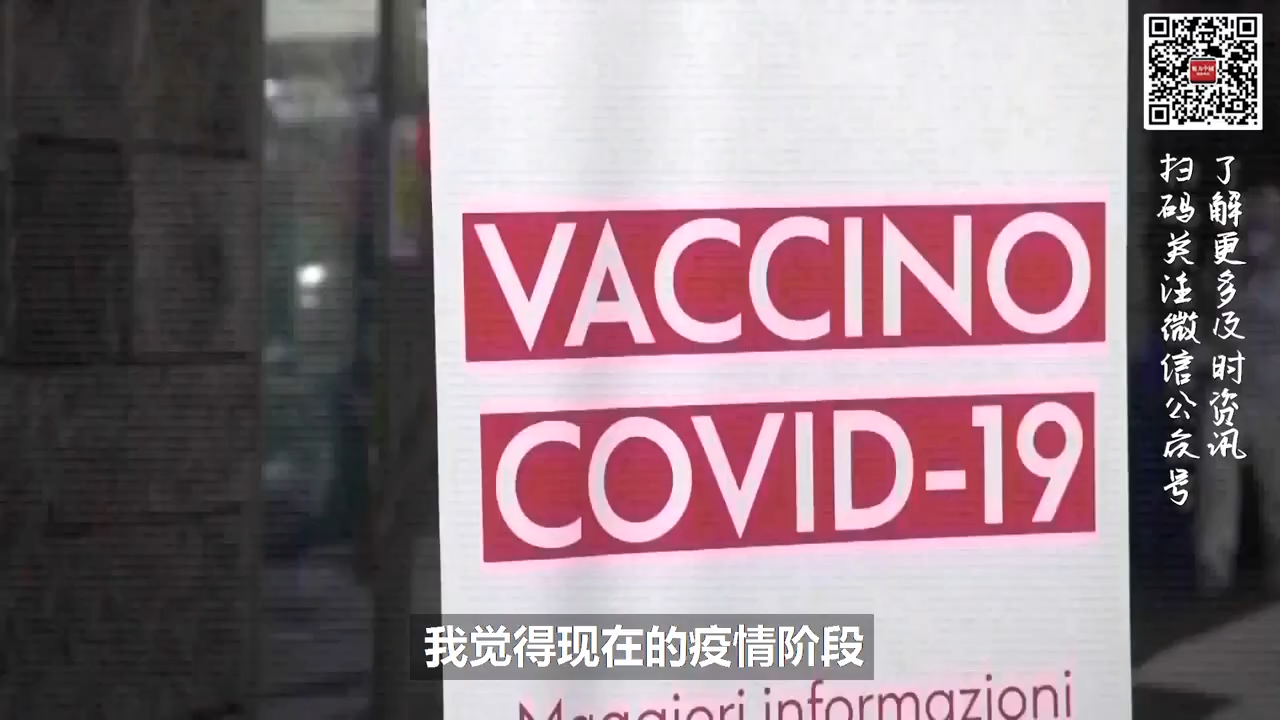 VACCINO
COVID-19
Maggiori informazioni
我觉得现在的疫情阶段
了解更多及时资讯
扫码关注微信公众号